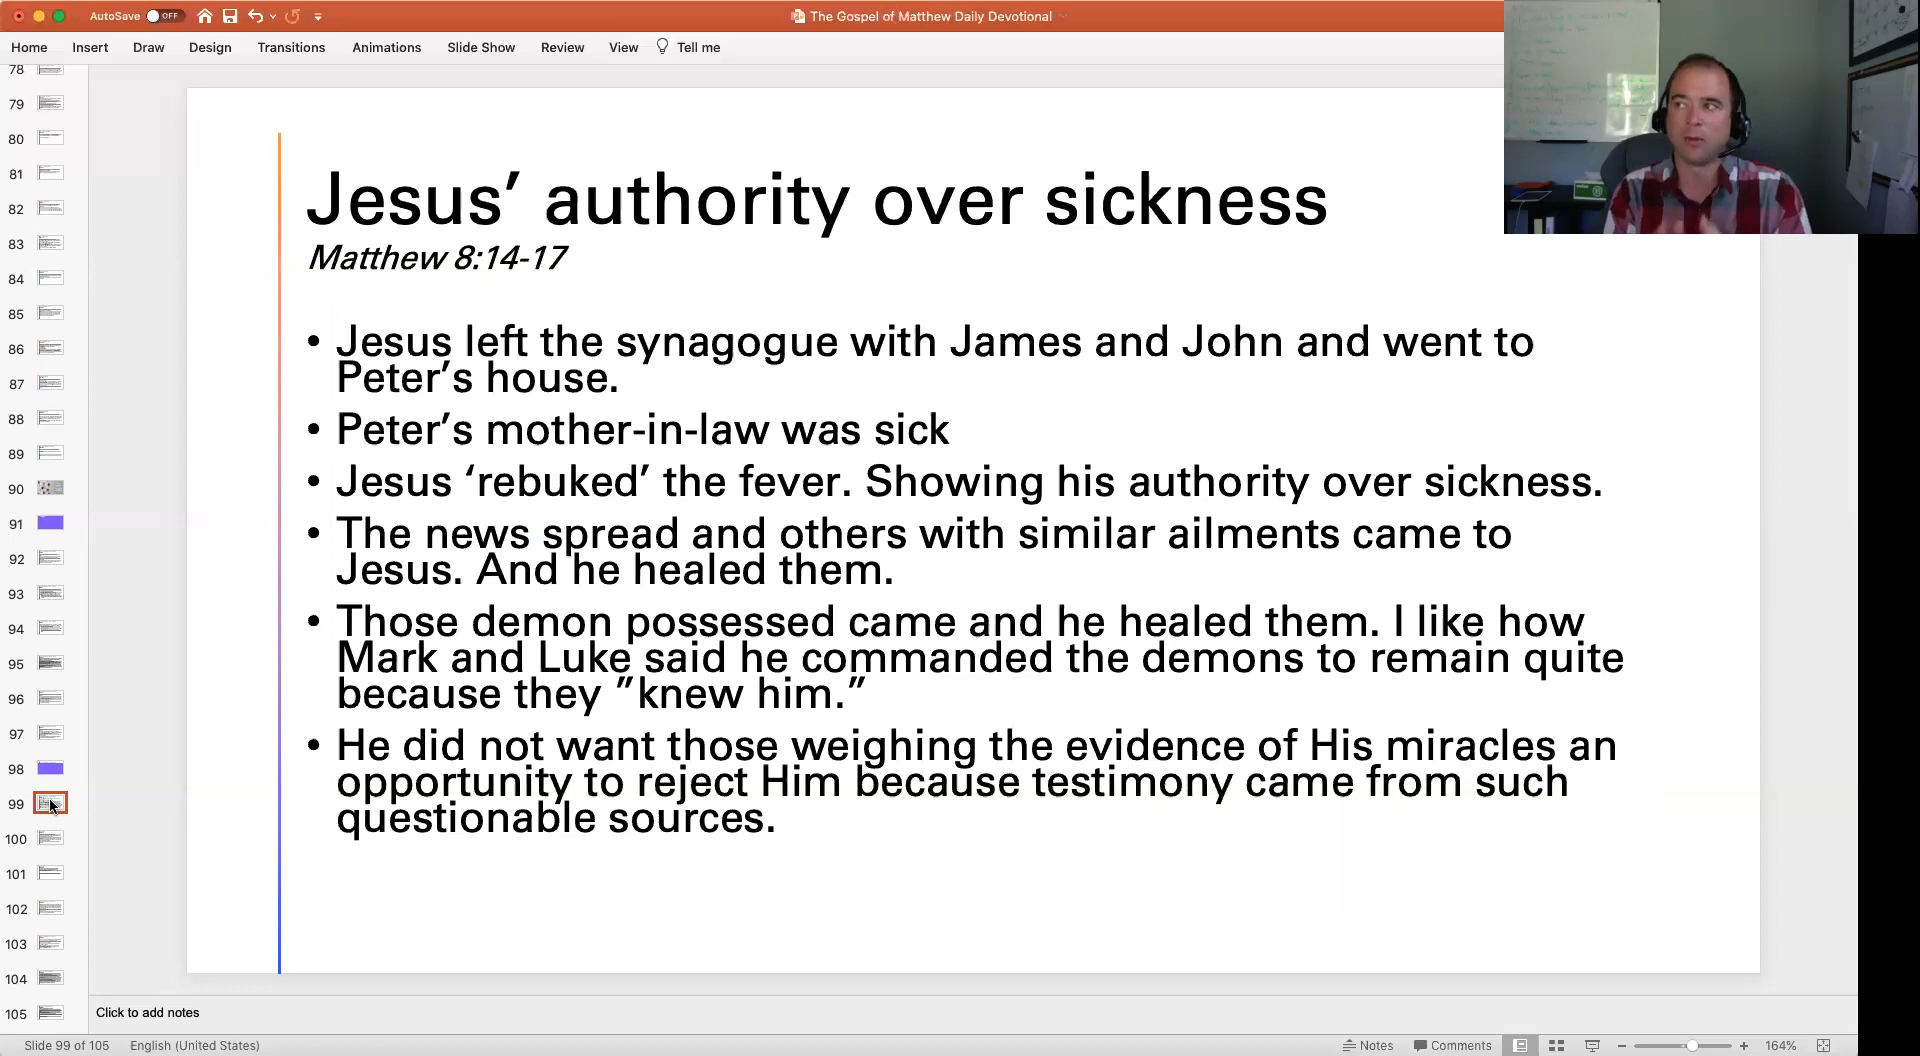 AutoSave OFF
The Gospel of Matthew Daily Devotional
Home Insert Draw Design Transitions Animations Slide Show Review View Tell me
78
79
80
81
82
83
84
85
86
87
88
89
90
91
92
93
94
95
96
97
98
99
100
101
102
103
104
105
Jesus’ authority over sickness
Matthew 8:14-17
• Jesus left the synagogue with James and John and went to
Peter’s house.
• Peter’s mother-in-law was sick
• Jesus ‘rebuked’ the fever. Showing his authority over sickness.
• The news spread and others with similar ailments came to
Jesus. And he healed them.
• Those demon possessed came and he healed them. I like how
Mark and Luke said he commanded the demons to remain quite
because they ”knew him.”
• He did not want those weighing the evidence of His miracles an
opportunity to reject Him because testimony came from such
questionable sources.
Click to add notes
Slide 99 of 105 English (United States) Notes Comments 164%